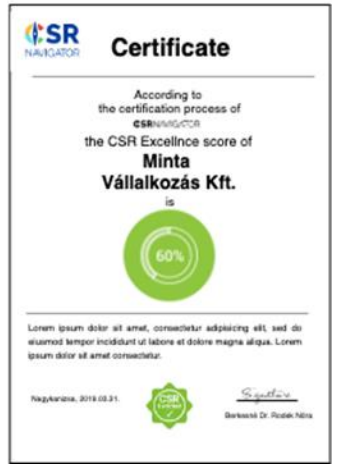 CSR
NAVIGATOR
Certificate
According to
the certification process of
CSRNAVIGATOR
the CSR Excellnce score of
Minta
Vállalkozás Kft.
is
60%
Lorem ipsum dolor sit amet, consectetur adipisicing elit, sed do
eiusmod tempor incididunt ut labore et dolore magna aliqua. Lorem
ipsum dolor sit amet consectetur.
Nagykanizsa, 2019.03.31.
CSR
Signature
Berkesné Dr. Rodek Nóra